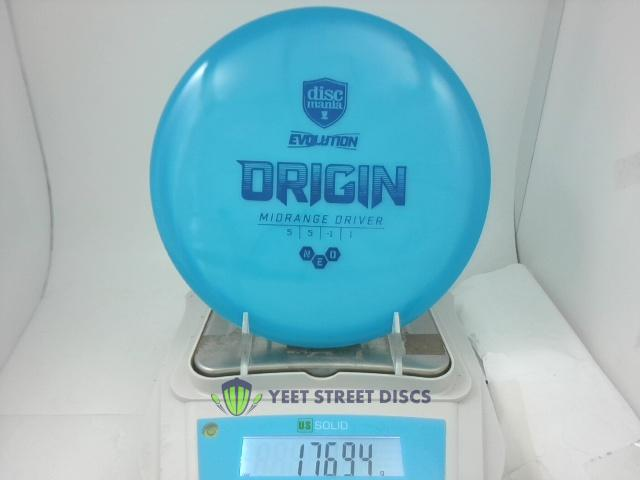 disc
mania
EVOLUTION
ORIGIN
MIDRANGE DRIVER
5 | 5 | -1 | 1
NEO
YEET STREET DISCS
US SOLID
176.94 g